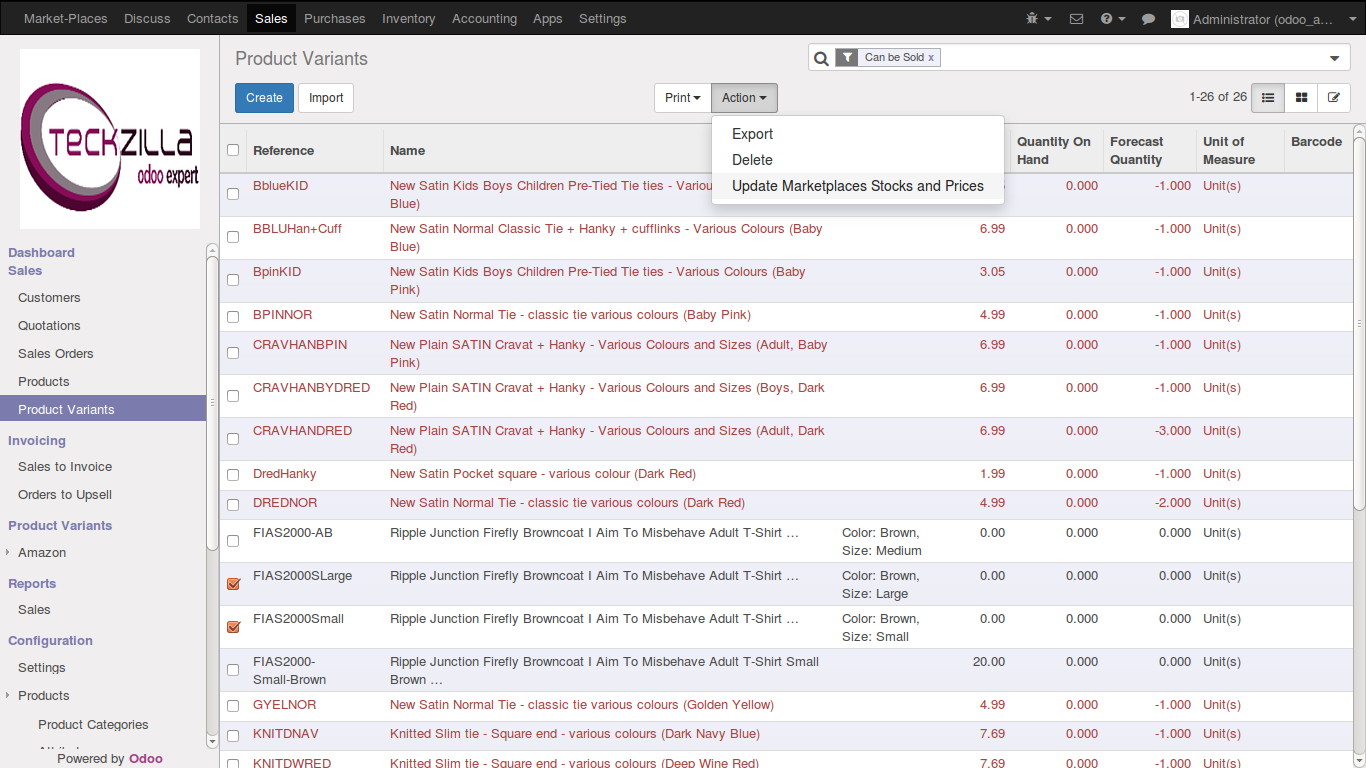 Market-Places Discuss Contacts Sales Purchases Inventory Accounting Apps Settings Administrator (odoo_a...
TECKZILLA
odoo expert
Dashboard
Sales
Customers
Quotations
Sales Orders
Products
Product Variants
Invoicing
Sales to Invoice
Orders to Upsell
Product Variants
Amazon
Reports
Sales
Configuration
Settings
Products
Product Categories
Powered by Odoo
Product Variants
Can be Sold x
Create Import
Print Action
1-26 of 26
Export
Delete
Update Marketplaces Stocks and Prices
Reference Name Quantity On Hand Forecast Quantity Unit of Measure Barcode
BblueKID New Satin Kids Boys Children Pre-Tied Tie ties - Variou 0.000 -1.000 Unit(s)
Blue)
BBLUHan+Cuff New Satin Normal Classic Tie + Hanky + cufflinks - Various Colours (Baby 6.99 0.000 -1.000 Unit(s)
Blue)
BpinKID New Satin Kids Boys Children Pre-Tied Tie ties - Various Colours (Baby 3.05 0.000 -1.000 Unit(s)
Pink)
BPINNOR New Satin Normal Tie - classic tie various colours (Baby Pink) 4.99 0.000 -1.000 Unit(s)
CRAVHANBPIN New Plain SATIN Cravat + Hanky - Various Colours and Sizes (Adult, Baby 6.99 0.000 -1.000 Unit(s)
Pink)
CRAVHANBYDRED New Plain SATIN Cravat + Hanky - Various Colours and Sizes (Boys, Dark 6.99 0.000 -1.000 Unit(s)
Red)
CRAVHANDRED New Plain SATIN Cravat + Hanky - Various Colours and Sizes (Adult, Dark 6.99 0.000 -3.000 Unit(s)
Red)
DredHanky New Satin Pocket square - various colour (Dark Red) 1.99 0.000 -1.000 Unit(s)
DREDNOR New Satin Normal Tie - classic tie various colours (Dark Red) 4.99 0.000 -2.000 Unit(s)
FIAS2000-AB Ripple Junction Firefly Browncoat I Aim To Misbehave Adult T-Shirt ... Color: Brown, 0.00 0.000 0.000 Unit(s)
Size: Medium
FIAS2000SLarge Ripple Junction Firefly Browncoat I Aim To Misbehave Adult T-Shirt ... Color: Brown, 0.00 0.000 0.000 Unit(s)
Size: Large
FIAS2000Small Ripple Junction Firefly Browncoat I Aim To Misbehave Adult T-Shirt ... Color: Brown, 0.00 0.000 0.000 Unit(s)
Size: Small
FIAS2000- Ripple Junction Firefly Browncoat I Aim To Misbehave Adult T-Shirt Small 20.00 0.000 0.000 Unit(s)
Small-Brown Brown ...
GYELNOR New Satin Normal Tie - classic tie various colours (Golden Yellow) 4.99 0.000 -1.000 Unit(s)
KNITDNAV Knitted Slim tie - Square end - various colours (Dark Navy Blue) 7.69 0.000 -1.000 Unit(s)
KNITDWRED Knitted Slim tie - Square end - various colours (Deep Wine Red) 7.69 0.000 -1.000 Unit(s)